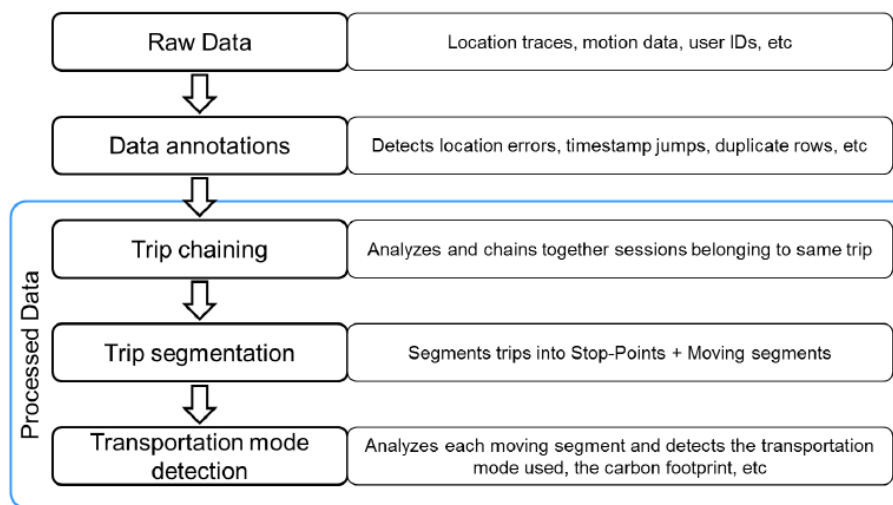 Raw Data
Location traces, motion data, user IDs, etc
Data annotations
Detects location errors, timestamp jumps, duplicate rows, etc
Processed Data
Trip chaining
Analyzes and chains together sessions belonging to same trip
Trip segmentation
Segments trips into Stop-Points + Moving segments
Transportation mode
detection
Analyzes each moving segment and detects the transportation
mode used, the carbon footprint, etc